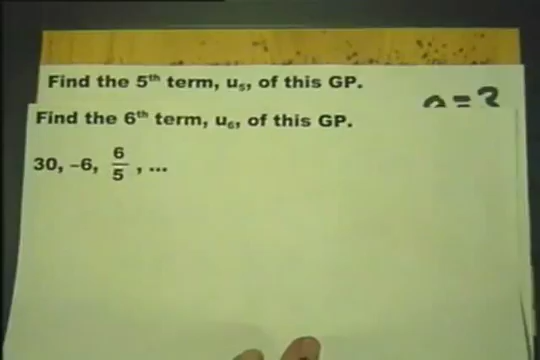 Find the 5th term, u₅, of this GP.
a = 3
Find the 6th term, u₆, of this GP.
30, –6, 6/5, ...